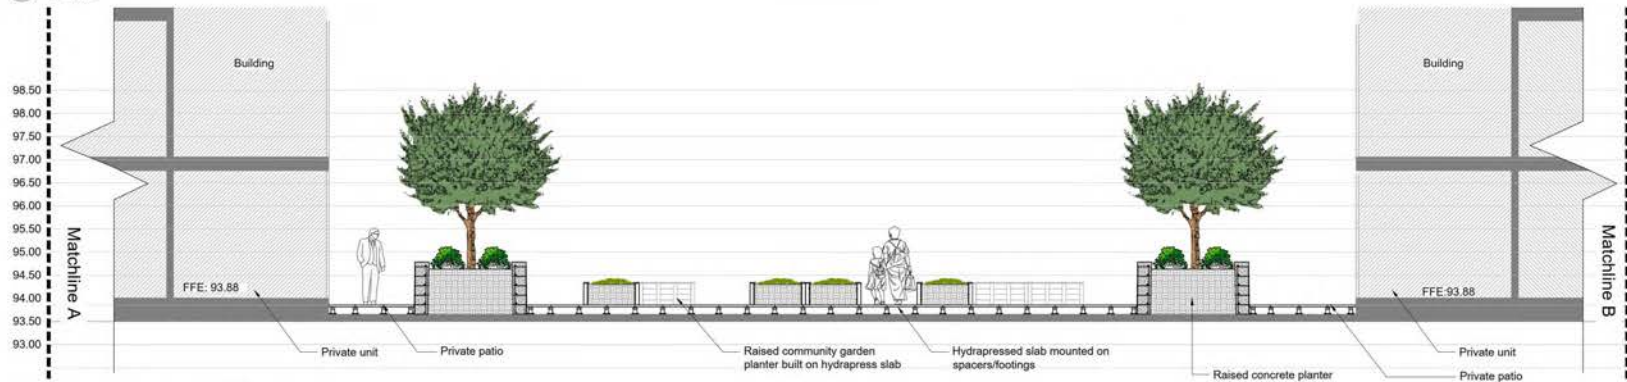 Building
Building
98.50
98.00
97.50
97.00
96.50
96.00
95.50
95.00
94.50
94.00
93.50
93.00
Matchline A
Matchline B
FFE: 93.88
FFE:93.88
Private unit
Private patio
Raised community garden
planter built on hydrapress slab
Hydrapressed slab mounted on
spacers/footings
Raised concrete planter
Private unit
Private patio